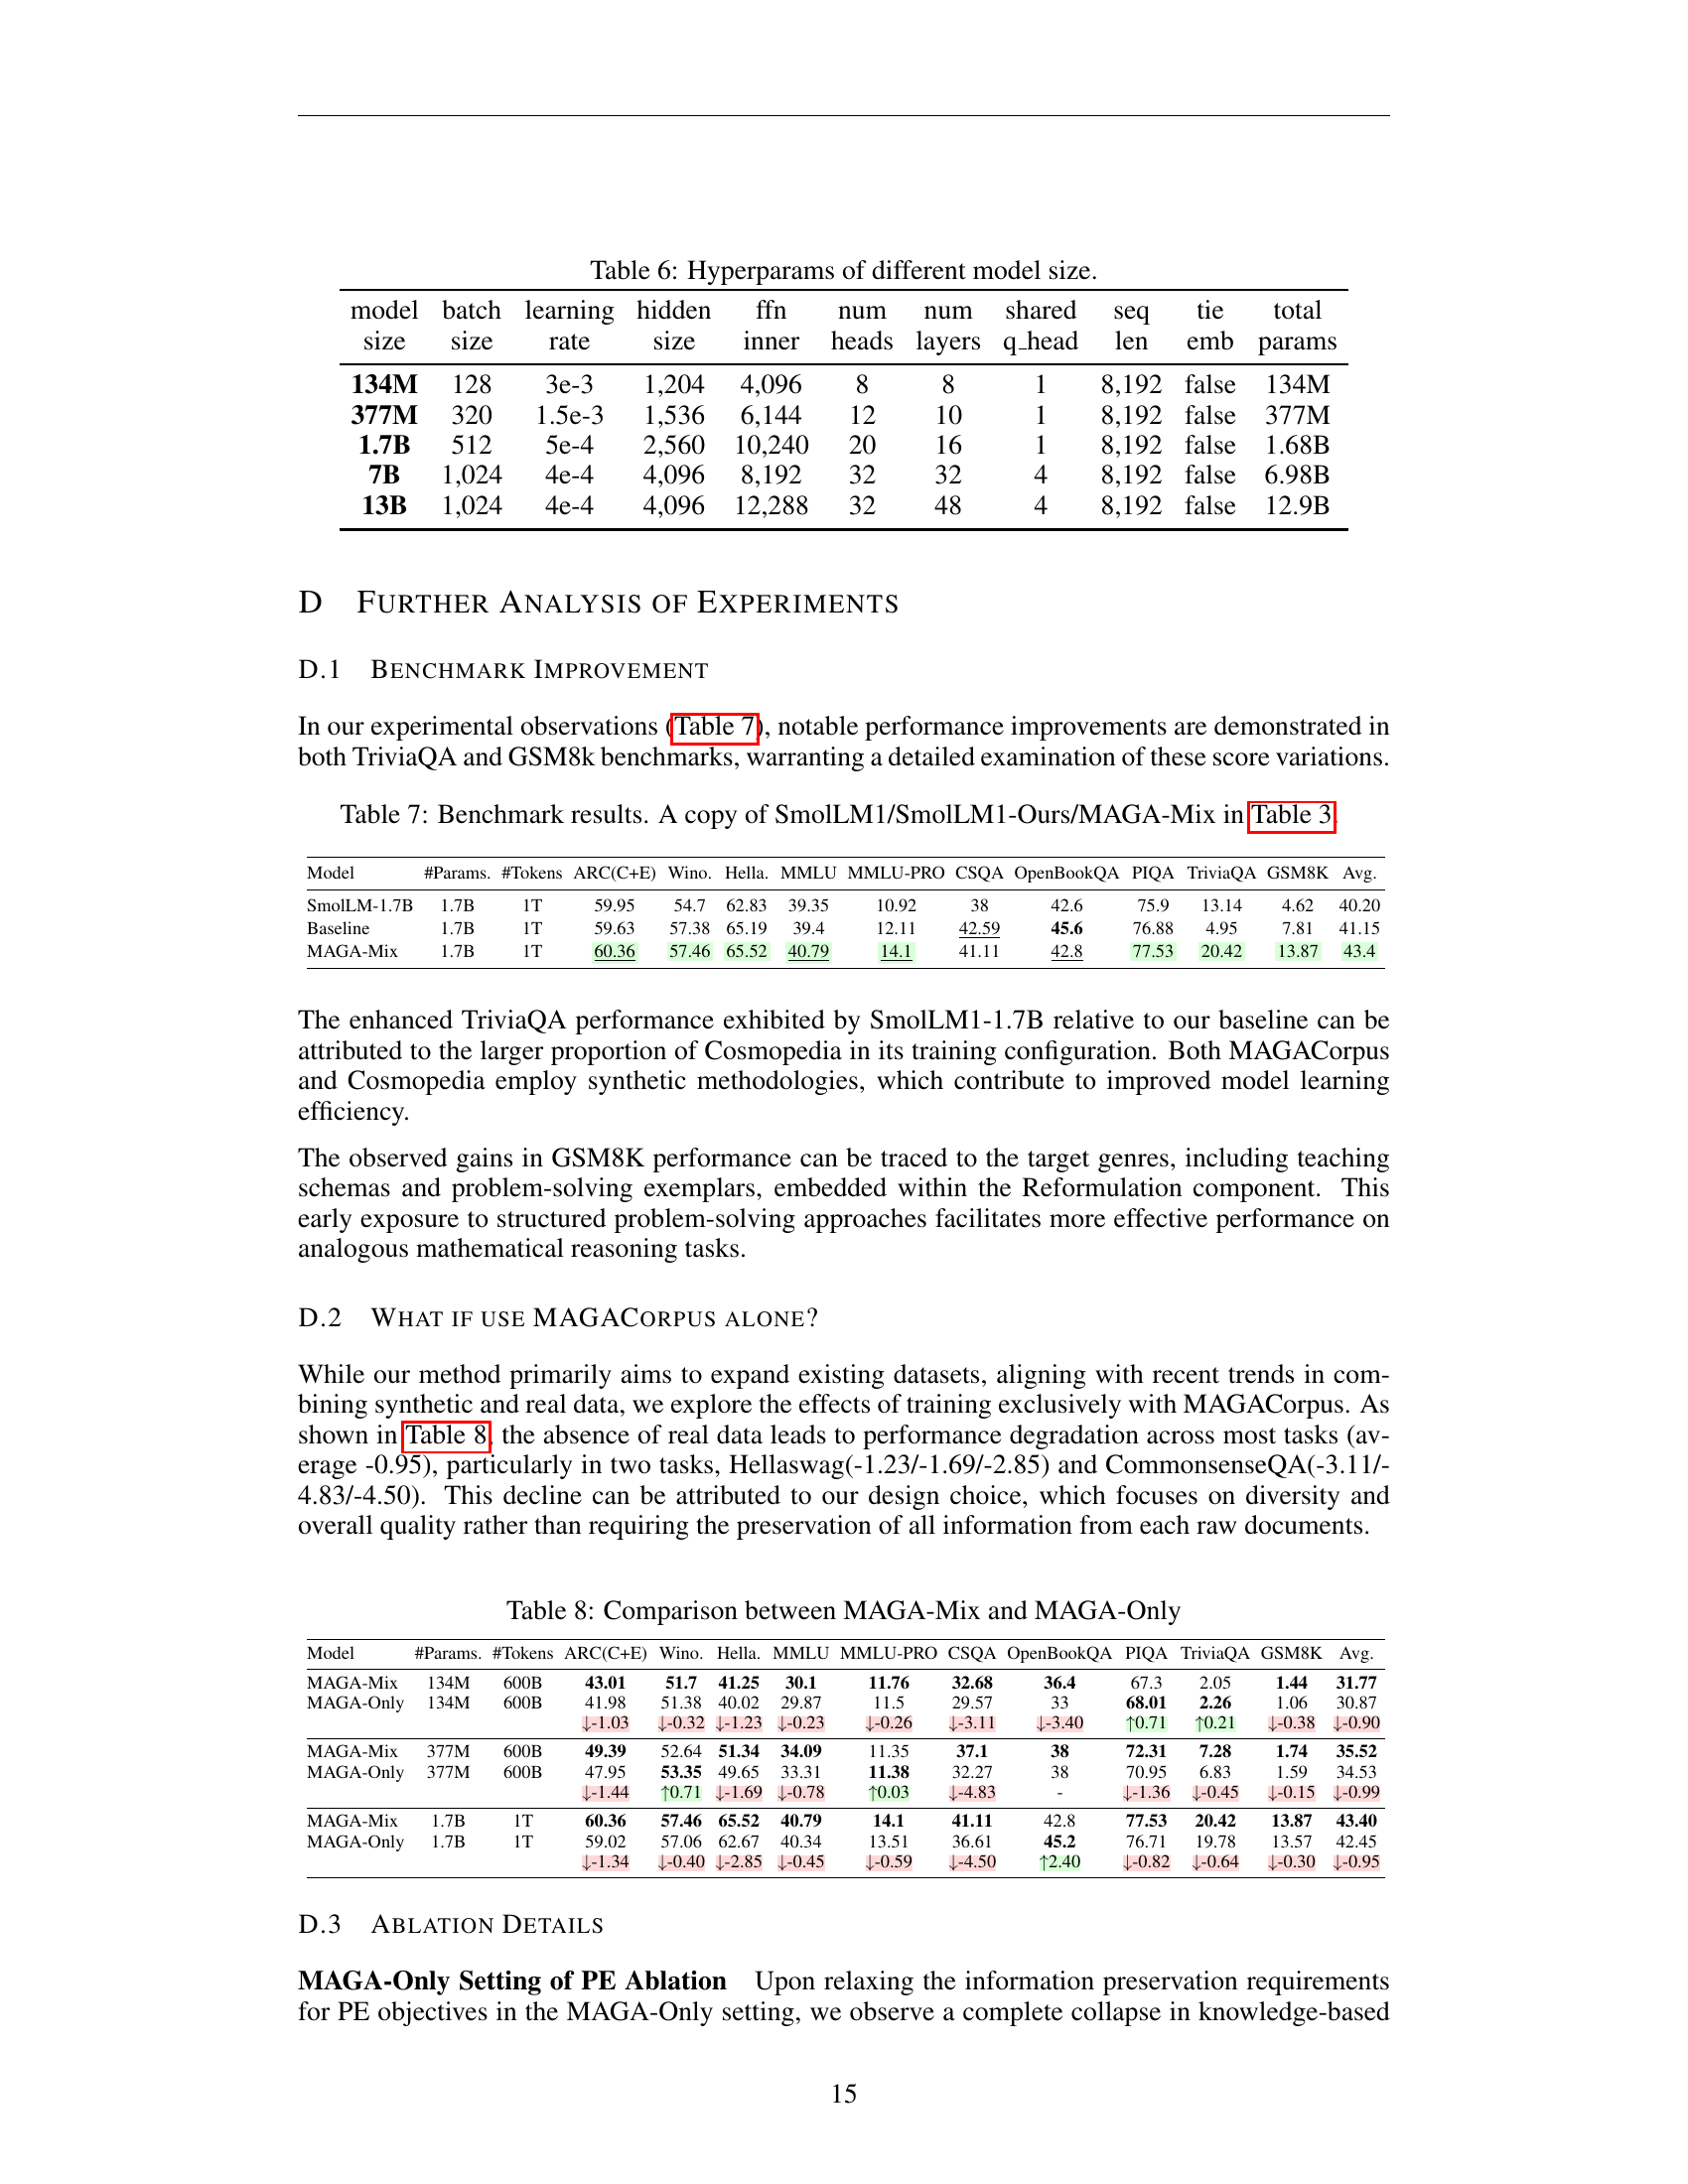 Table 6: Hyperparams of different model size.
model batch learning hidden ffn num num shared seq tie total
size size rate size inner heads layers q_head len emb params
134M 128 3e-3 1,204 4,096 8 8 1 8,192 false 134M
377M 320 1.5e-3 1,536 6,144 12 10 1 8,192 false 377M
1.7B 512 5e-4 2,560 10,240 20 16 1 8,192 false 1.68B
7B 1,024 4e-4 4,096 8,192 32 32 4 8,192 false 6.98B
13B 1,024 4e-4 4,096 12,288 32 48 4 8,192 false 12.9B
D FURTHER ANALYSIS OF EXPERIMENTS
D.1 BENCHMARK IMPROVEMENT
In our experimental observations (Table 7), notable performance improvements are demonstrated in
both TriviaQA and GSM8k benchmarks, warranting a detailed examination of these score variations.
Table 7: Benchmark results. A copy of SmolLM1/SmolLM1-Ours/MAGA-Mix in Table 3.
Model #Params. #Tokens ARC(C+E) Wino. Hella. MMLU MMLU-PRO CSQA OpenBookQA PIQA TriviaQA GSM8K Avg.
SmolLM-1.7B 1.7B 1T 59.95 54.7 62.83 39.35 10.92 38 42.6 75.9 13.14 4.62 40.20
Baseline 1.7B 1T 59.63 57.38 65.19 39.4 12.11 42.59 45.6 76.88 4.95 7.81 41.15
MAGA-Mix 1.7B 1T 60.36 57.46 65.52 40.79 14.1 41.11 42.8 77.53 20.42 13.87 43.4
The enhanced TriviaQA performance exhibited by SmolLM1-1.7B relative to our baseline can be
attributed to the larger proportion of Cosmopedia in its training configuration. Both MAGACorpus
and Cosmopedia employ synthetic methodologies, which contribute to improved model learning
efficiency.
The observed gains in GSM8K performance can be traced to the target genres, including teaching
schemas and problem-solving exemplars, embedded within the Reformulation component. This
early exposure to structured problem-solving approaches facilitates more effective performance on
analogous mathematical reasoning tasks.
D.2 WHAT IF USE MAGACORPUS ALONE?
While our method primarily aims to expand existing datasets, aligning with recent trends in com-
bining synthetic and real data, we explore the effects of training exclusively with MAGACorpus. As
shown in Table 8, the absence of real data leads to performance degradation across most tasks (av-
erage -0.95), particularly in two tasks, Hellaswag(-1.23/-1.69/-2.85) and CommonsenseQA(-3.11/-
4.83/-4.50). This decline can be attributed to our design choice, which focuses on diversity and
overall quality rather than requiring the preservation of all information from each raw documents.
Table 8: Comparison between MAGA-Mix and MAGA-Only
Model #Params. #Tokens ARC(C+E) Wino. Hella. MMLU MMLU-PRO CSQA OpenBookQA PIQA TriviaQA GSM8K Avg.
MAGA-Mix 134M 600B 43.01 51.7 41.25 30.1 11.76 32.68 36.4 67.3 2.05 1.44 31.77
MAGA-Only 134M 600B 41.98 51.38 40.02 29.87 11.5 29.57 33 68.01 2.26 1.06 30.87
↓-1.03 ↓-0.32 ↓-1.23 ↓-0.23 ↓-0.26 ↓-3.11 ↓-3.40 ↑0.71 ↑0.21 ↓-0.38 ↓-0.90
MAGA-Mix 377M 600B 49.39 52.64 51.34 34.09 11.35 37.1 38 72.31 7.28 1.74 35.52
MAGA-Only 377M 600B 47.95 53.35 49.65 33.31 11.38 32.27 38 70.95 6.83 1.59 34.53
↓-1.44 ↑0.71 ↓-1.69 ↓-0.78 ↑0.03 ↓-4.83 - ↓-1.36 ↓-0.45 ↓-0.15 ↓-0.99
MAGA-Mix 1.7B 1T 60.36 57.46 65.52 40.79 14.1 41.11 42.8 77.53 20.42 13.87 43.40
MAGA-Only 1.7B 1T 59.02 57.06 62.67 40.34 13.51 36.61 45.2 76.71 19.78 13.57 42.45
↓-1.34 ↓-0.40 ↓-2.85 ↓-0.45 ↓-0.59 ↓-4.50 ↑2.40 ↓-0.82 ↓-0.64 ↓-0.30 ↓-0.95
D.3 ABLATION DETAILS
MAGA-Only Setting of PE Ablation Upon relaxing the information preservation requirements
for PE objectives in the MAGA-Only setting, we observe a complete collapse in knowledge-based
15